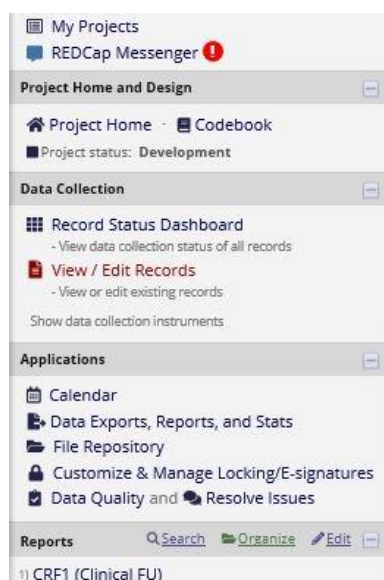 My Projects
REDCap Messenger !
Project Home and Design
Project Home · Codebook
Project status: Development
Data Collection
Record Status Dashboard
- View data collection status of all records
View / Edit Records
- View or edit existing records
Show data collection instruments
Applications
Calendar
Data Exports, Reports, and Stats
File Repository
Customize & Manage Locking/E-signatures
Data Quality and Resolve Issues
Reports Search Organize Edit
1) CRF1 (Clinical FU)